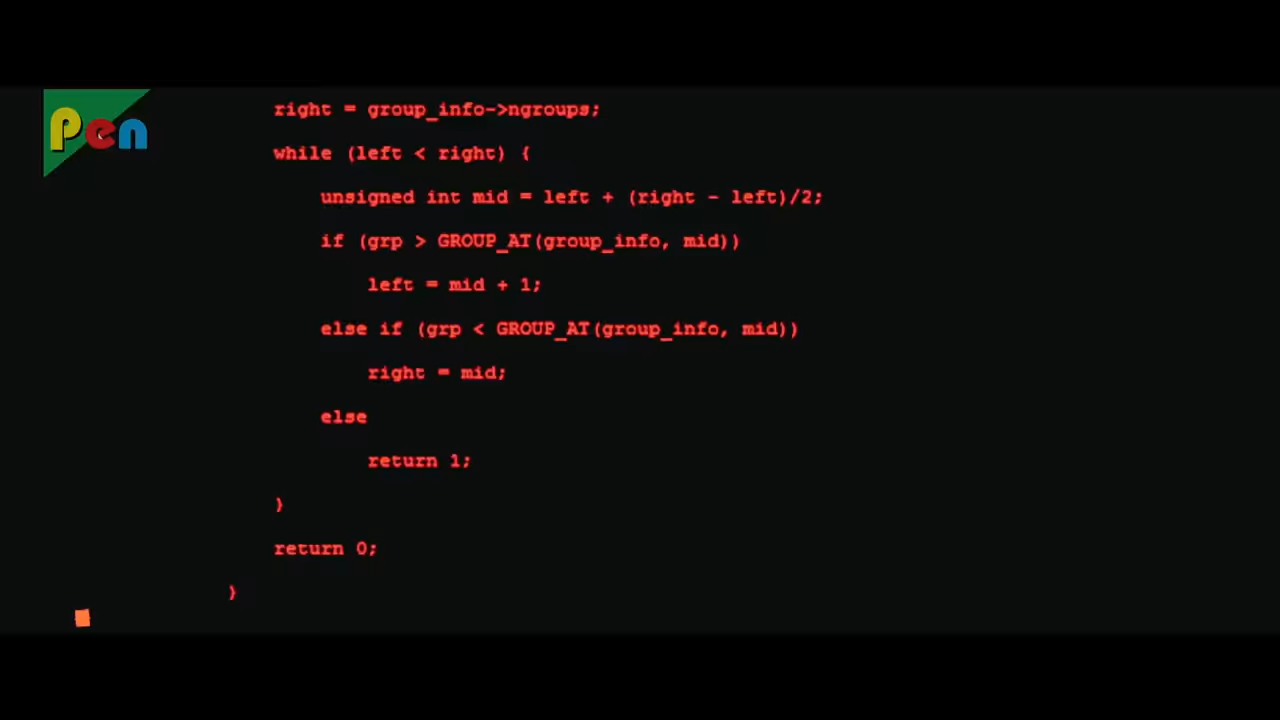 Pen
right = group_info->ngroups;
while (left < right) {
unsigned int mid = left + (right - left)/2;
if (grp > GROUP_AT(group_info, mid))
left = mid + 1;
else if (grp < GROUP_AT(group_info, mid))
right = mid;
else
return 1;
}
return 0;
}